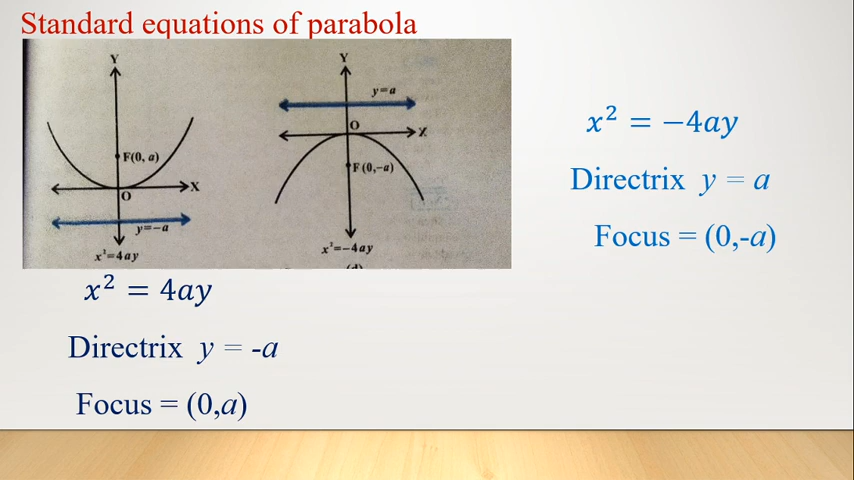 Standard equations of parabola
Y
F(0, a)
X
O
y=−a
x²=4ay
Y
y=a
O
X
F (0,−a)
x²=−4ay
(d)
x² = 4ay
Directrix y = -a
Focus = (0,a)
x² = −4ay
Directrix y = a
Focus = (0,-a)